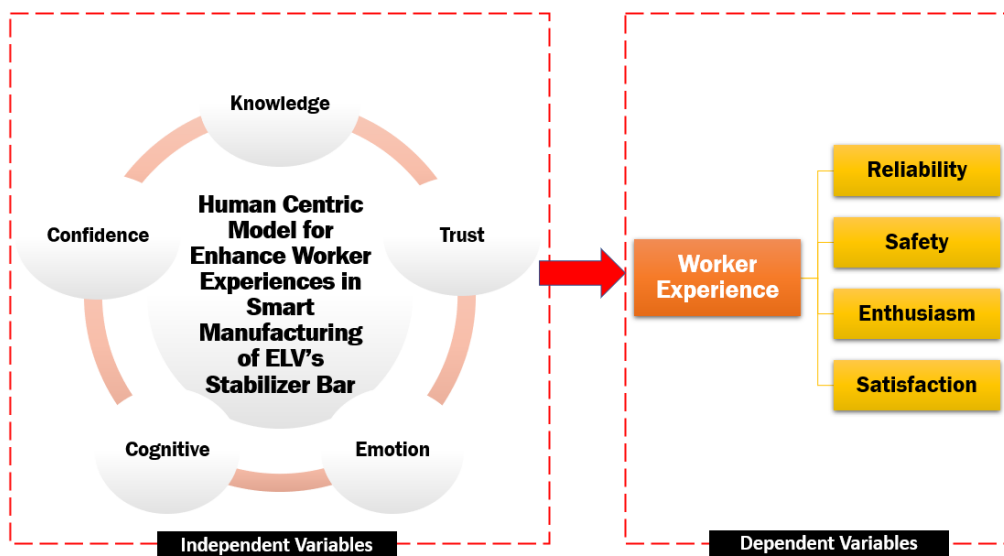 Knowledge
Confidence
Human Centric
Model for
Enhance Worker
Experiences in
Smart
Manufacturing
of ELV's
Stabilizer Bar
Trust
Cognitive
Emotion
Independent Variables
Worker
Experience
Reliability
Safety
Enthusiasm
Satisfaction
Dependent Variables